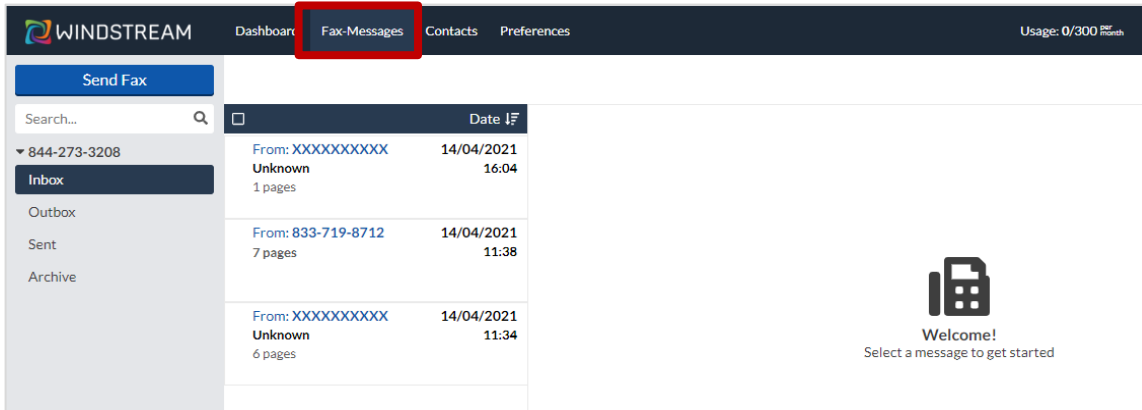 WINDSTREAM
Dashboard Fax-Messages Contacts Preferences
Usage: 0/300 per month
Send Fax
Search...
Date
844-273-3208
Inbox
Outbox
Sent
Archive
From: XXXXXXXXXX 14/04/2021
Unknown 16:04
1 pages
From: 833-719-8712 14/04/2021
7 pages 11:38
From: XXXXXXXXXX 14/04/2021
Unknown 11:34
6 pages
Welcome!
Select a message to get started